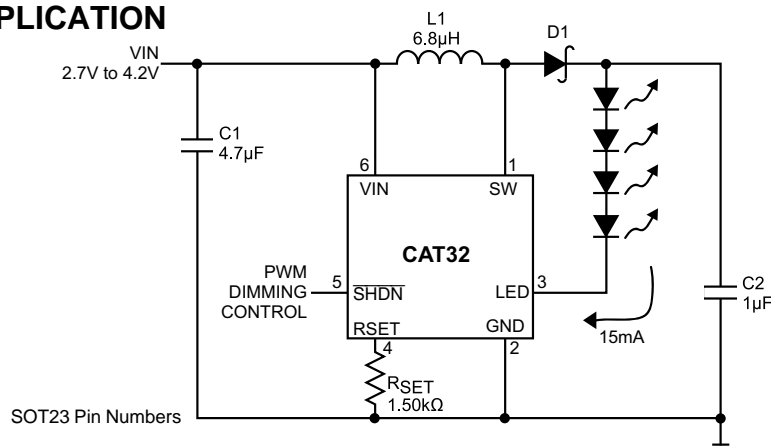 PLICATION
VIN
2.7V to 4.2V
L1
6.8µH
D1
C1
4.7µF
6
1
VIN
SW
CAT32
PWM
DIMMING
CONTROL
5
SHDN
LED
3
RSET
GND
4
2
RSET
1.50kΩ
15mA
C2
1µF
SOT23 Pin Numbers